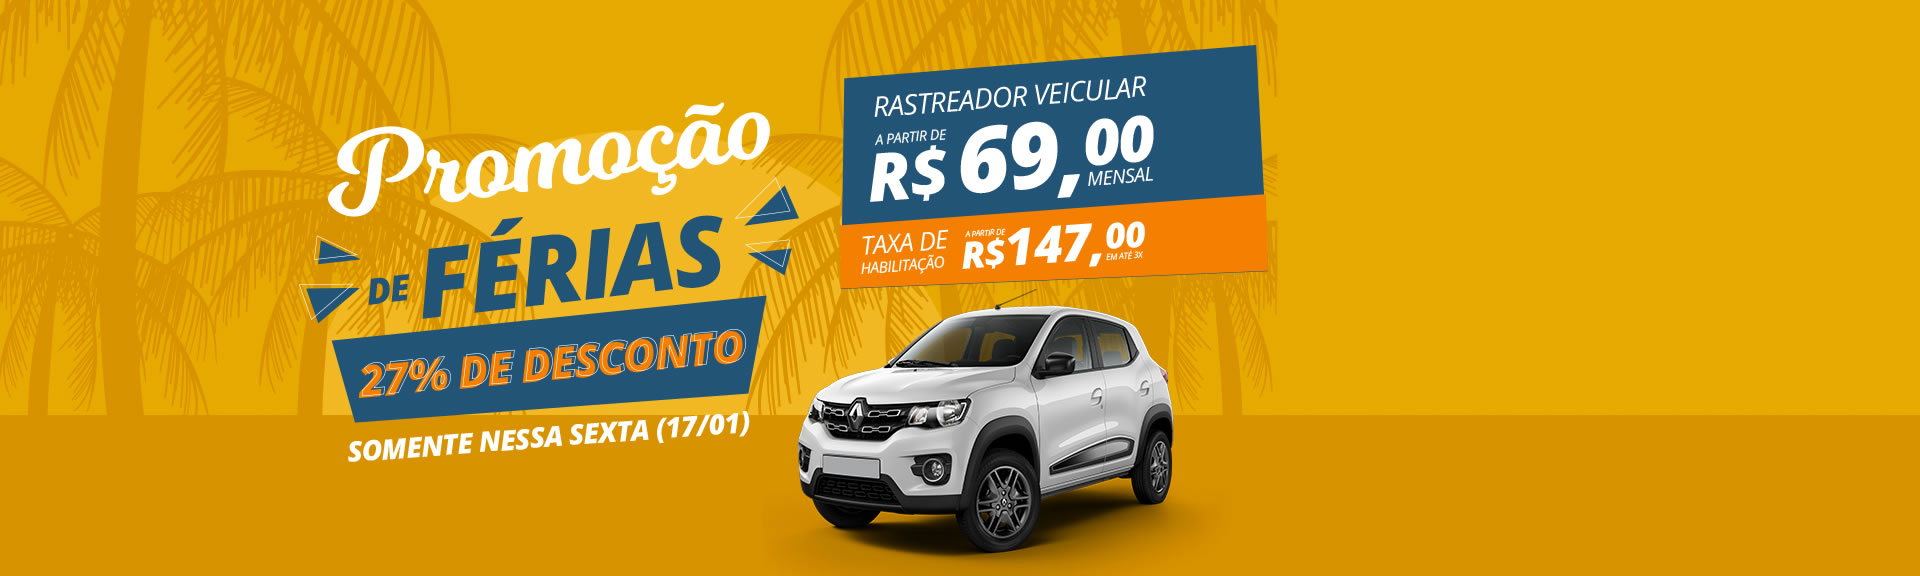 Promoção
DE FÉRIAS
27% DE DESCONTO
SOMENTE NESSA SEXTA (17/01)
RASTREADOR VEICULAR
A PARTIR DE
R$ 69,00
MENSAL
TAXA DE
HABILITAÇÃO
A PARTIR DE
R$147,00
EM ATÉ 3X